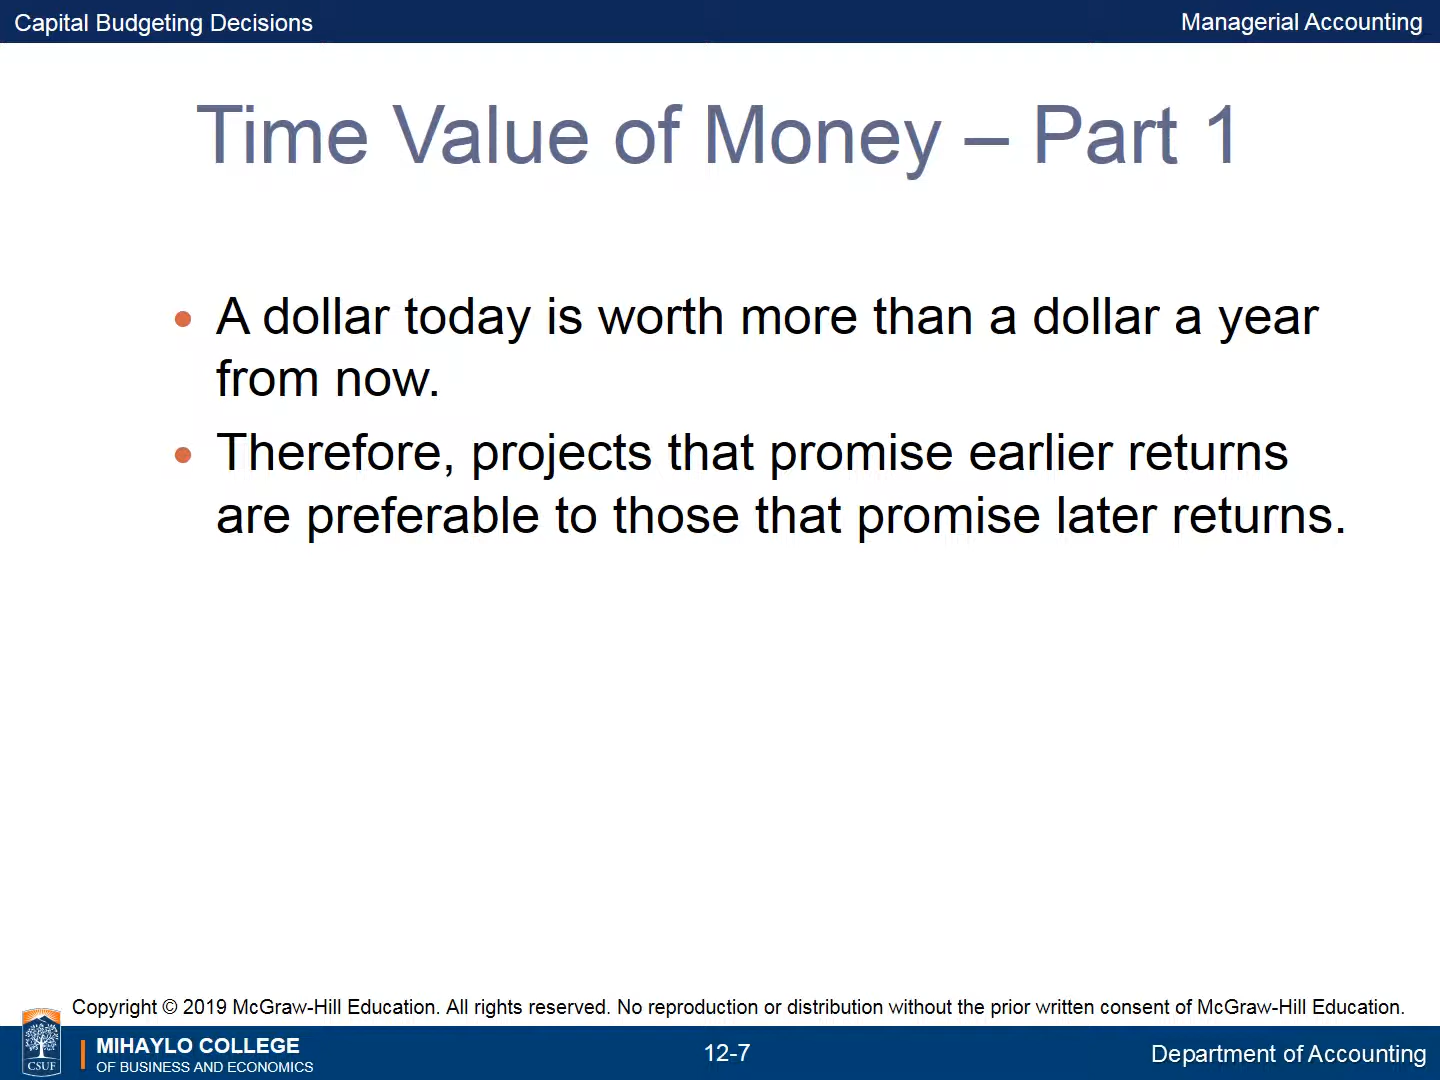 Capital Budgeting Decisions
Managerial Accounting
Time Value of Money – Part 1
• A dollar today is worth more than a dollar a year
from now.
• Therefore, projects that promise earlier returns
are preferable to those that promise later returns.
Copyright © 2019 McGraw-Hill Education. All rights reserved. No reproduction or distribution without the prior written consent of McGraw-Hill Education.
CSUF
MIHAYLO COLLEGE
OF BUSINESS AND ECONOMICS
12-7
Department of Accounting